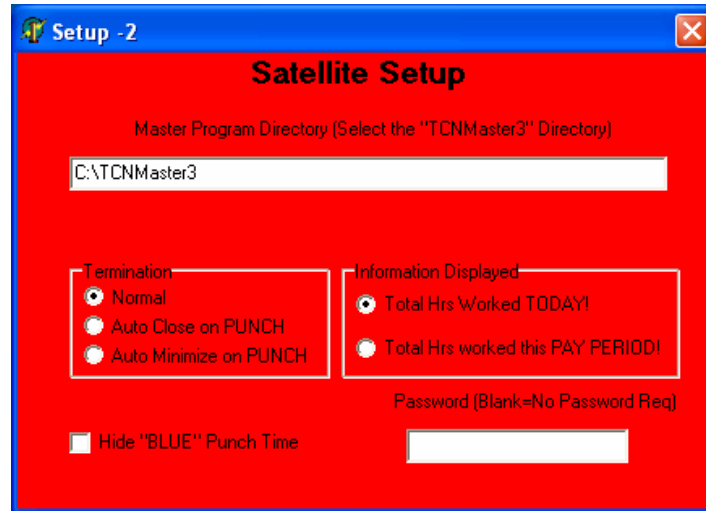 Setup -2
Satellite Setup
Master Program Directory (Select the "TCNMaster3" Directory)
C:\TCNMaster3
Termination
Normal
Auto Close on PUNCH
Auto Minimize on PUNCH
Information Displayed
Total Hrs Worked TODAY!
Total Hrs worked this PAY PERIOD!
Password (Blank=No Password Req)
Hide "BLUE" Punch Time